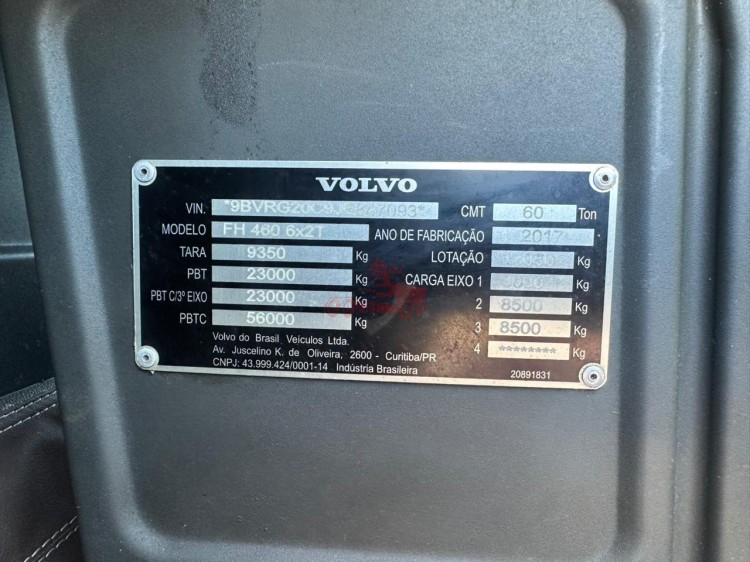 VOLVO
VIN.
MODELO FH 460 6x2T
TARA 9350 Kg
PBT 23000 Kg
PBT C/3º EIXO 23000 Kg
PBTC 56000 Kg
CMT 60 Ton
ANO DE FABRICAÇÃO 2017
LOTAÇÃO Kg
CARGA EIXO 1 Kg
2 8500 Kg
3 8500 Kg
4 ******** Kg
Volvo do Brasil Veículos Ltda.
Av. Juscelino K. de Oliveira, 2600 - Curitiba/PR
CNPJ: 43.999.424/0001-14 Indústria Brasileira
20891831